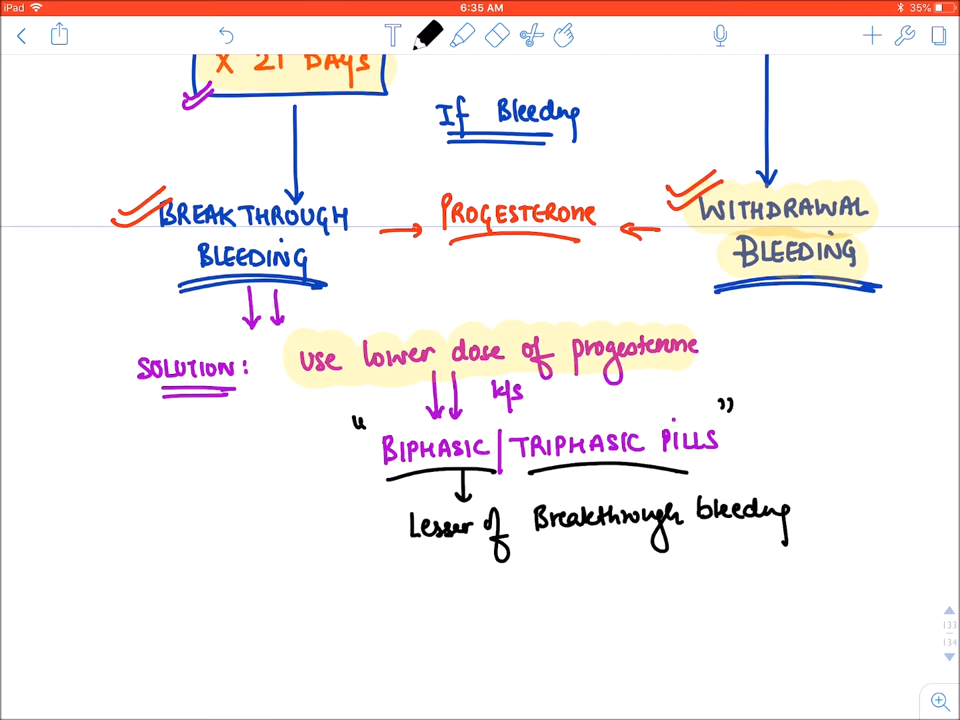 iPad 6:35 AM 35%
T
X 21 DAYS
If Bleeding
BREAKTHROUGH BLEEDING
→ PROGESTERONE ←
WITHDRAWAL BLEEDING
SOLUTION: use lower dose of progesterone
k/s
" BIPHASIC | TRIPHASIC PILLS "
Lesser of Breakthrough bleeding
133
134